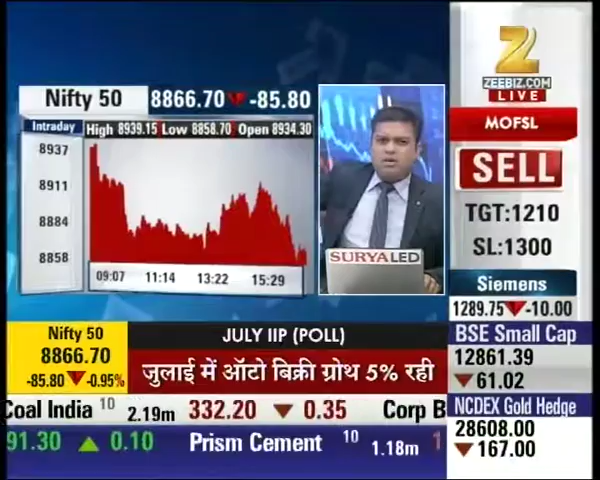 Z
ZEEBIZ.COM
LIVE
Nifty 50 8866.70 -85.80
Intraday High 8939.15 Low 8858.70 Open 8934.30
8937
8911
8884
8858
09:07 11:14 13:22 15:29
SURYA LED
MOFSL
SELL
TGT:1210
SL:1300
Siemens
1289.75 -10.00
BSE Small Cap
12861.39
61.02
NCDEX Gold Hedge
28608.00
167.00
Nifty 50
8866.70
-85.80 -0.95%
JULY IIP (POLL)
जुलाई में ऑटो बिक्री ग्रोथ 5% रही
Coal India 10 2.19m 332.20 0.35 Corp B
91.30 0.10 Prism Cement 10 1.18m 1